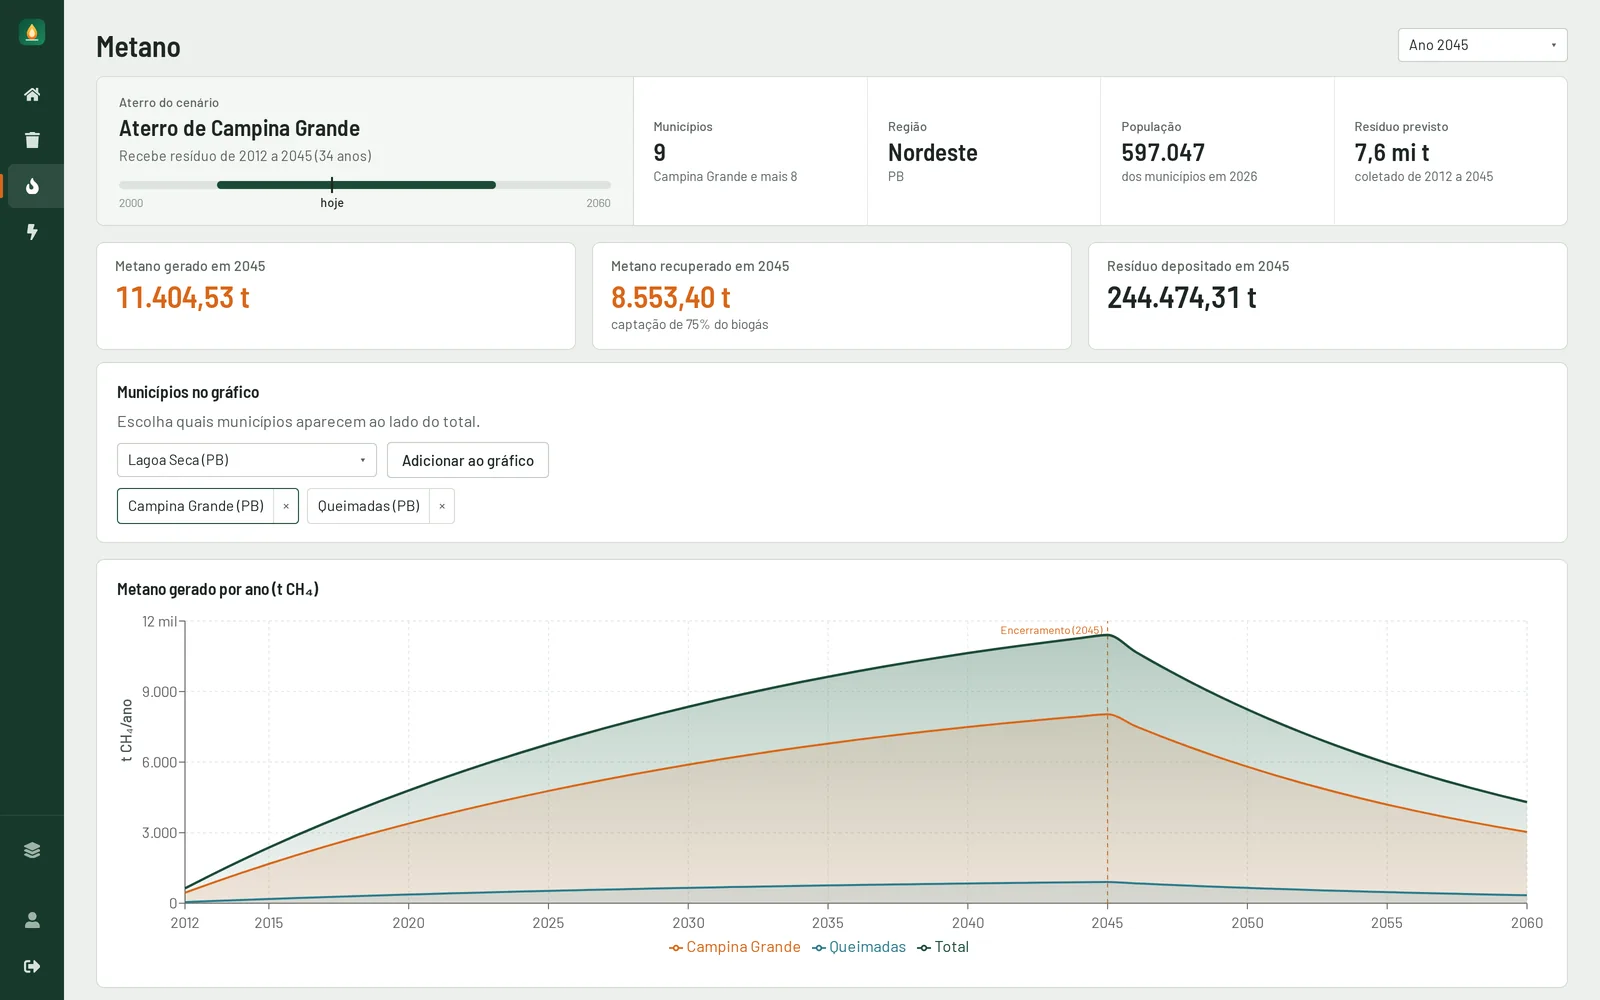 Metano
Ano 2045
Aterro do cenário
Aterro de Campina Grande
Recebe resíduo de 2012 a 2045 (34 anos)
2000
hoje
2060
Municípios
9
Campina Grande e mais 8
Região
Nordeste
PB
População
597.047
dos municípios em 2026
Resíduo previsto
7,6 mi t
coletado de 2012 a 2045
Metano gerado em 2045
11.404,53 t
Metano recuperado em 2045
8.553,40 t
captação de 75% do biogás
Resíduo depositado em 2045
244.474,31 t
Municípios no gráfico
Escolha quais municípios aparecem ao lado do total.
Lagoa Seca (PB)
Adicionar ao gráfico
Campina Grande (PB) ×
Queimadas (PB) ×
Metano gerado por ano (t CH₄)
t CH₄/ano
12 mil
9.000
6.000
3.000
0
Encerramento (2045)
2012 2015 2020 2025 2030 2035 2040 2045 2050 2055 2060
Campina Grande Queimadas Total